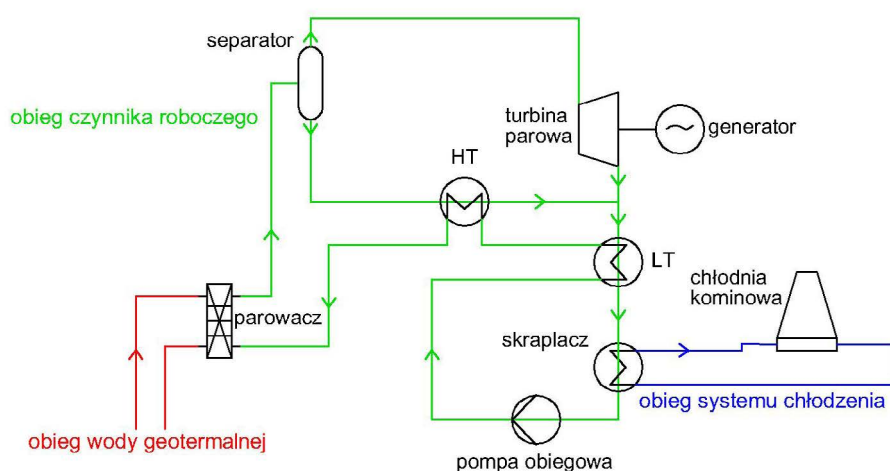 separator
obieg czynnika roboczego
turbina
parowa
generator
HT
LT
chłodnia
kominowa
parowacz
skraplacz
obieg systemu chłodzenia
obieg wody geotermalnej
pompa obiegowa